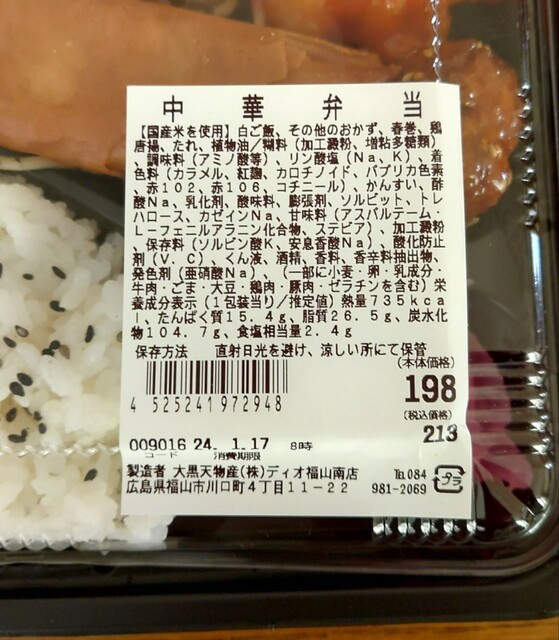 中華弁当
【国産米を使用】白ご飯、その他のおかず、春巻、鶏
唐揚、たれ、植物油／糊料（加工澱粉、増粘多糖類）
、調味料（アミノ酸等）、リン酸塩（Ｎａ、Ｋ）、着
色料（カラメル、紅麹、カロチノイド、パプリカ色素
、赤１０２、赤１０６、コチニール）、かんすい、酢
酸Ｎａ、乳化剤、酸味料、膨張剤、ソルビット、トレ
ハロース、カゼインＮａ、甘味料（アスパルテーム・
Ｌ－フェニルアラニン化合物、ステビア）、加工澱粉
、保存料（ソルビン酸Ｋ、安息香酸Ｎａ）、酸化防止
剤（Ｖ．Ｃ）、くん液、酒精、香料、香辛料抽出物、
発色剤（亜硝酸Ｎａ）、（一部に小麦・卵・乳成分・
牛肉・ごま・大豆・鶏肉・豚肉・ゼラチンを含む）栄
養成分表示（１包装当り／推定値）熱量７３５ｋｃａ
ｌ、たんぱく質１５．４ｇ、脂質２６．５ｇ、炭水化
物１０４．７ｇ、食塩相当量２．４ｇ
保存方法　直射日光を避け、涼しい所にて保管
(本体価格)
198
4 525241 972948
(税込価格)
213
009016 24. 1.17 8時
コード 消費期限
製造者 大黒天物産(株)ディオ福山南店 ℡084
広島県福山市川口町４丁目１１－２２ 981-2069
プラ